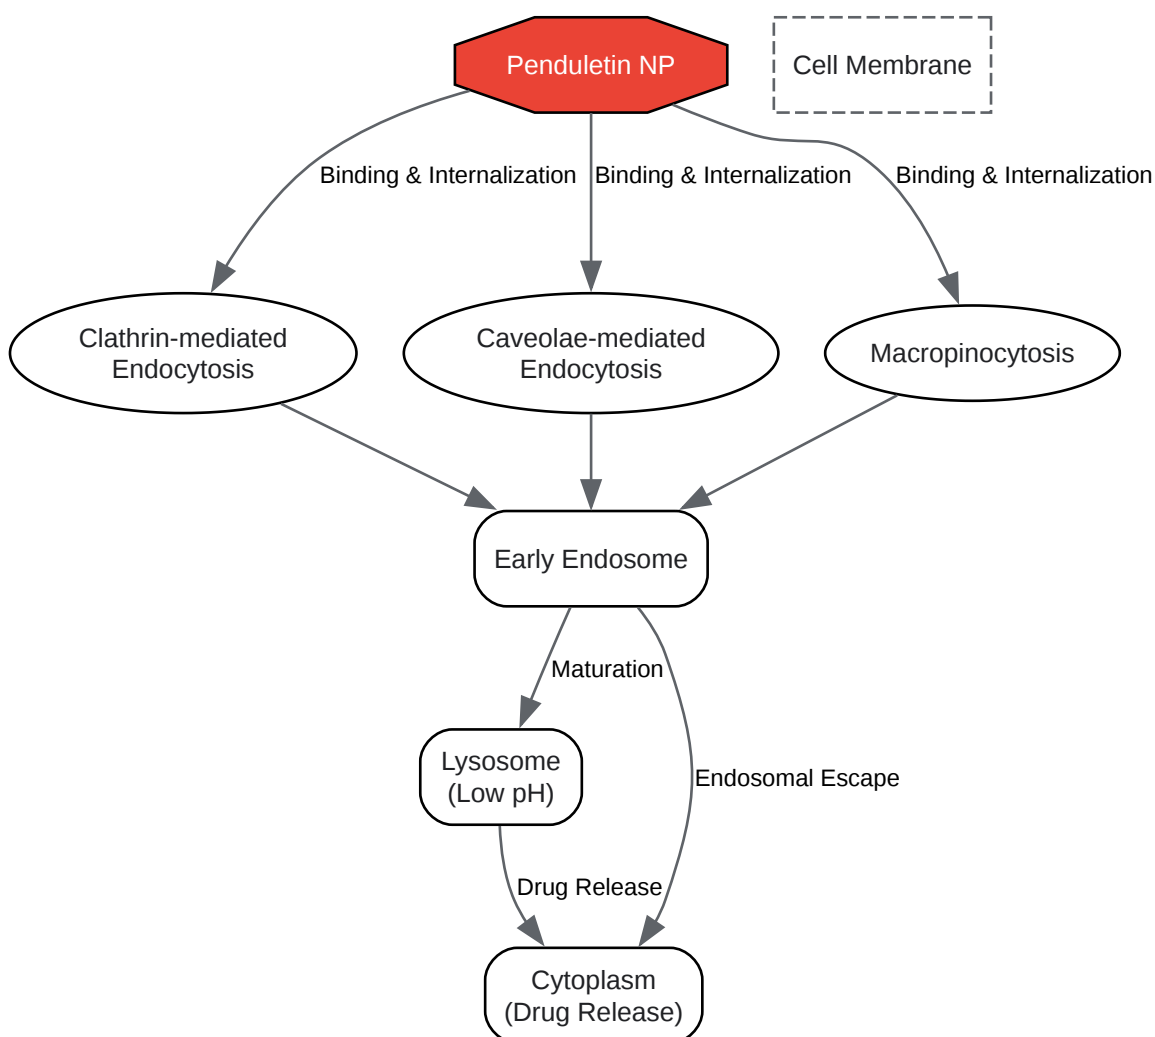 Penduletin NP
Cell Membrane
Binding & Internalization
Binding & Internalization
Binding & Internalization
Clathrin-mediated
Endocytosis
Caveolae-mediated
Endocytosis
Macropinocytosis
Early Endosome
Maturation
Lysosome
(Low pH)
Endosomal Escape
Drug Release
Cytoplasm
(Drug Release)